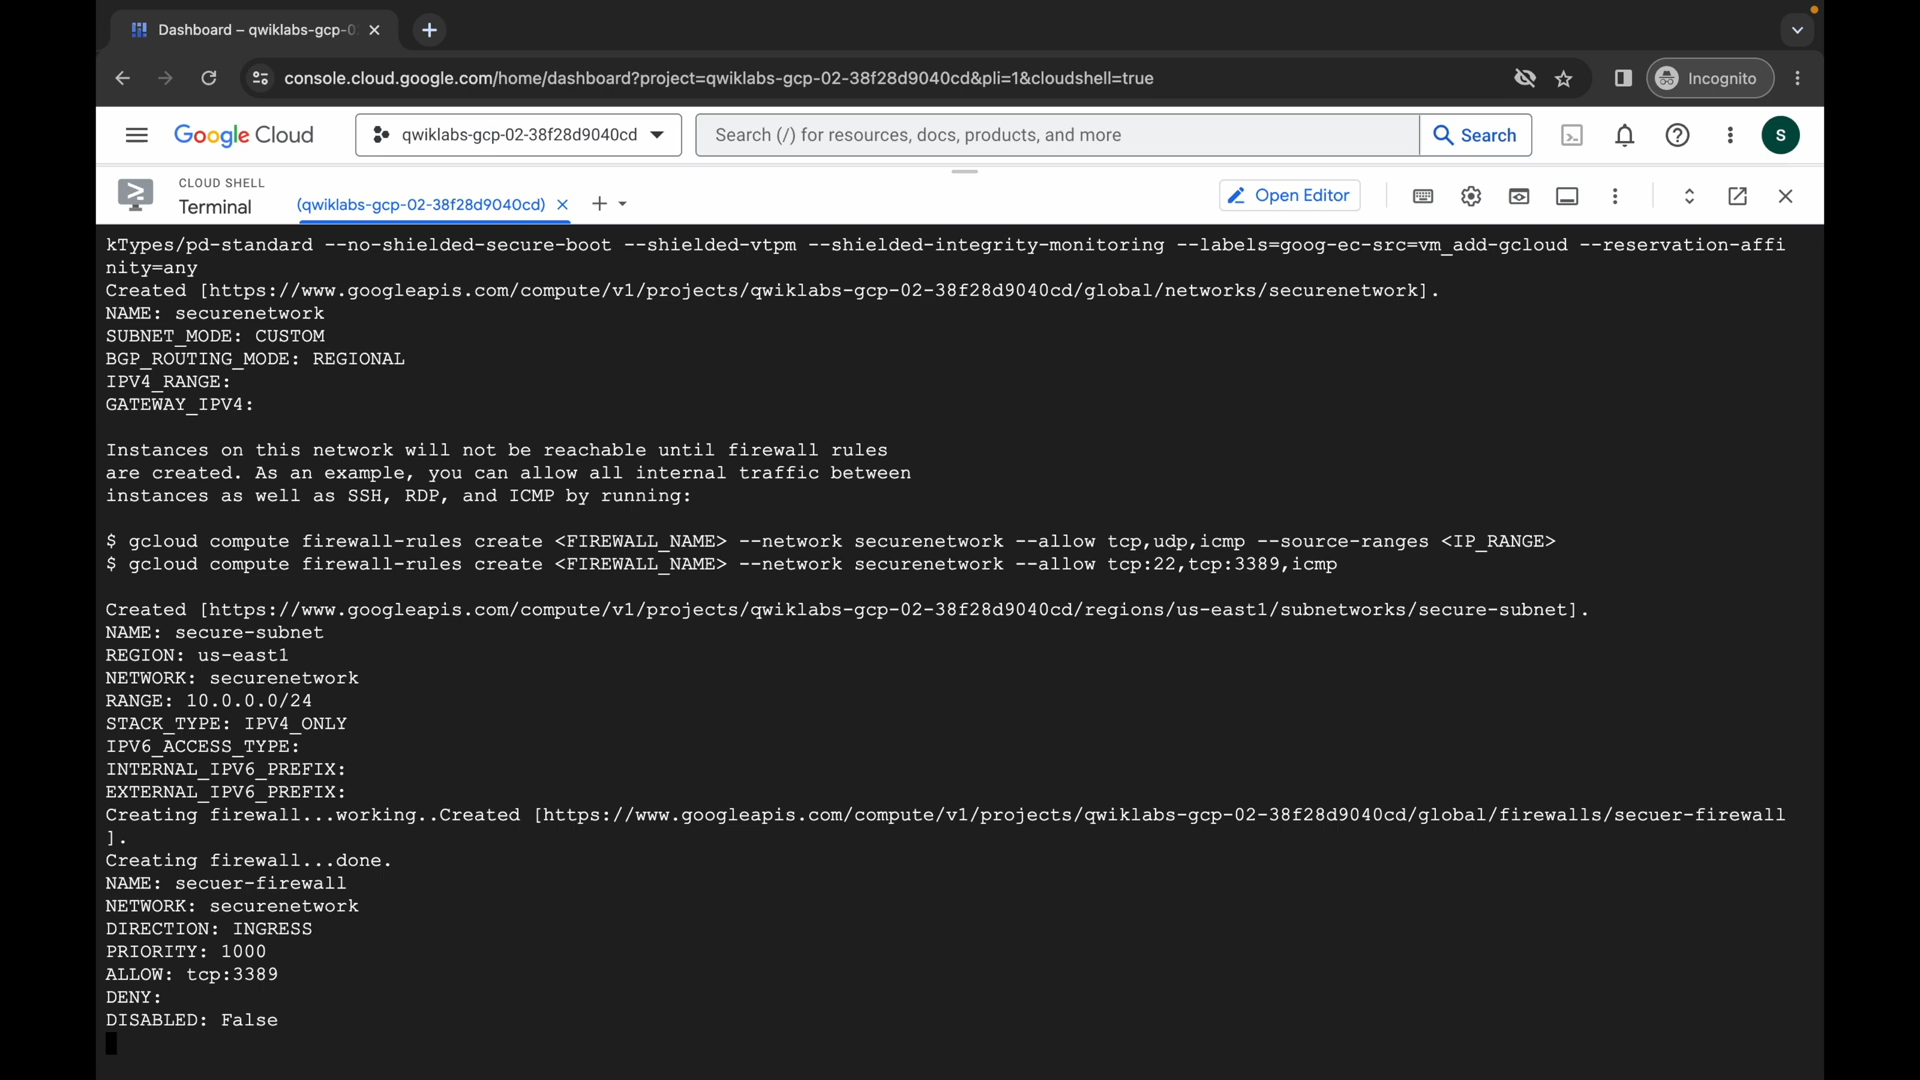 Dashboard – qwiklabs-gcp-0
console.cloud.google.com/home/dashboard?project=qwiklabs-gcp-02-38f28d9040cd&pli=1&cloudshell=true
Incognito
Google Cloud
qwiklabs-gcp-02-38f28d9040cd
Search (/) for resources, docs, products, and more
Search
S
CLOUD SHELL
Terminal
(qwiklabs-gcp-02-38f28d9040cd)
Open Editor
kTypes/pd-standard --no-shielded-secure-boot --shielded-vtpm --shielded-integrity-monitoring --labels=goog-ec-src=vm_add-gcloud --reservation-affi
nity=any
Created [https://www.googleapis.com/compute/v1/projects/qwiklabs-gcp-02-38f28d9040cd/global/networks/securenetwork].
NAME: securenetwork
SUBNET_MODE: CUSTOM
BGP_ROUTING_MODE: REGIONAL
IPV4_RANGE:
GATEWAY_IPV4:
Instances on this network will not be reachable until firewall rules
are created. As an example, you can allow all internal traffic between
instances as well as SSH, RDP, and ICMP by running:
$ gcloud compute firewall-rules create <FIREWALL_NAME> --network securenetwork --allow tcp,udp,icmp --source-ranges <IP_RANGE>
$ gcloud compute firewall-rules create <FIREWALL_NAME> --network securenetwork --allow tcp:22,tcp:3389,icmp
Created [https://www.googleapis.com/compute/v1/projects/qwiklabs-gcp-02-38f28d9040cd/regions/us-east1/subnetworks/secure-subnet].
NAME: secure-subnet
REGION: us-east1
NETWORK: securenetwork
RANGE: 10.0.0.0/24
STACK_TYPE: IPV4_ONLY
IPV6_ACCESS_TYPE:
INTERNAL_IPV6_PREFIX:
EXTERNAL_IPV6_PREFIX:
Creating firewall...working..Created [https://www.googleapis.com/compute/v1/projects/qwiklabs-gcp-02-38f28d9040cd/global/firewalls/secuer-firewall
].
Creating firewall...done.
NAME: secuer-firewall
NETWORK: securenetwork
DIRECTION: INGRESS
PRIORITY: 1000
ALLOW: tcp:3389
DENY:
DISABLED: False